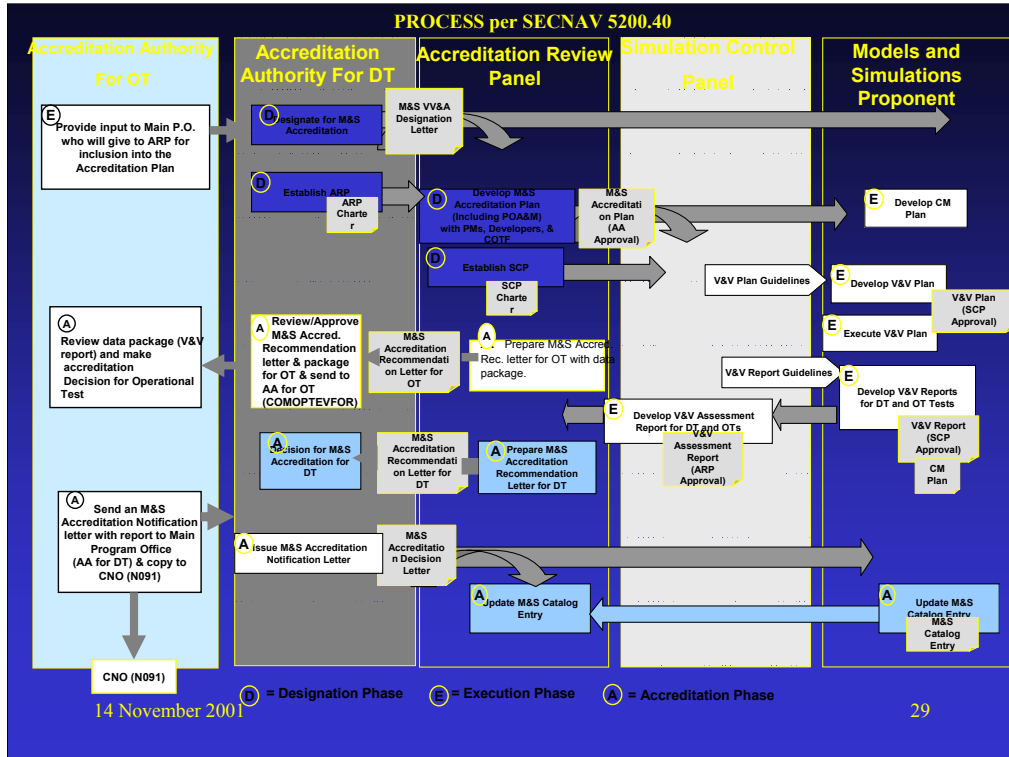 PROCESS per SECNAV 5200.40
Accreditation Authority
For OT
Accreditation
Authority For DT
Accreditation Review
Panel
Simulation Control
Panel
Models and
Simulations
Proponent
E
Provide input to Main P.O.
who will give to ARP for
inclusion into the
Accreditation Plan
D
Designate for M&S
Accreditation
M&S VV&A
Designation
Letter
D
Establish ARP
ARP
Charte
r
D
Develop M&S
Accreditation Plan
(Including POA&M)
with PMs, Developers, &
COTF
M&S
Accreditati
on Plan
(AA
Approval)
E
Develop CM
Plan
D
Establish SCP
SCP
Charte
r
V&V Plan Guidelines
E
Develop V&V Plan
V&V Plan
(SCP
Approval)
E
Execute V&V Plan
A
Review data package (V&V
report) and make
accreditation
Decision for Operational
Test
A
Review/Approve
M&S Accred.
Recommendation
letter & package
for OT & send to
AA for OT
(COMOPTEVFOR)
M&S
Accreditation
Recommendati
on Letter for
OT
A
Prepare M&S Accred.
Rec. letter for OT with data
package.
V&V Report Guidelines
E
Develop V&V Reports
for DT and OT Tests
V&V Report
(SCP
Approval)
CM
Plan
E
Develop V&V Assessment
Report for DT and OTs
V&V
Assessment
Report
(ARP
Approval)
A
Decision for M&S
Accreditation for
DT
M&S
Accreditation
Recommendati
on Letter for
DT
A
Prepare M&S
Accreditation
Recommendation
Letter for DT
A
Send an M&S
Accreditation Notification
letter with report to Main
Program Office
(AA for DT) & copy to
CNO (N091)
A
Issue M&S Accreditation
Notification Letter
M&S
Accreditatio
n Decision
Letter
A
Update M&S Catalog
Entry
A
Update M&S
Catalog Entry
M&S
Catalog
Entry
CNO (N091)
D = Designation Phase
E = Execution Phase
A = Accreditation Phase
14 November 2001
29